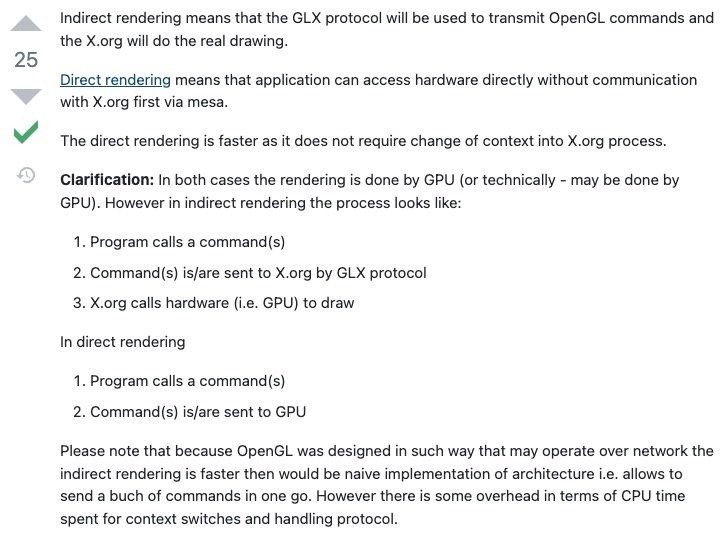 Indirect rendering means that the GLX protocol will be used to transmit OpenGL commands and
the X.org will do the real drawing.
25
Direct rendering means that application can access hardware directly without communication
with X.org first via mesa.
The direct rendering is faster as it does not require change of context into X.org process.
Clarification: In both cases the rendering is done by GPU (or technically - may be done by
GPU). However in indirect rendering the process looks like:
1. Program calls a command(s)
2. Command(s) is/are sent to X.org by GLX protocol
3. X.org calls hardware (i.e. GPU) to draw
In direct rendering
1. Program calls a command(s)
2. Command(s) is/are sent to GPU
Please note that because OpenGL was designed in such way that may operate over network the
indirect rendering is faster then would be naive implementation of architecture i.e. allows to
send a buch of commands in one go. However there is some overhead in terms of CPU time
spent for context switches and handling protocol.